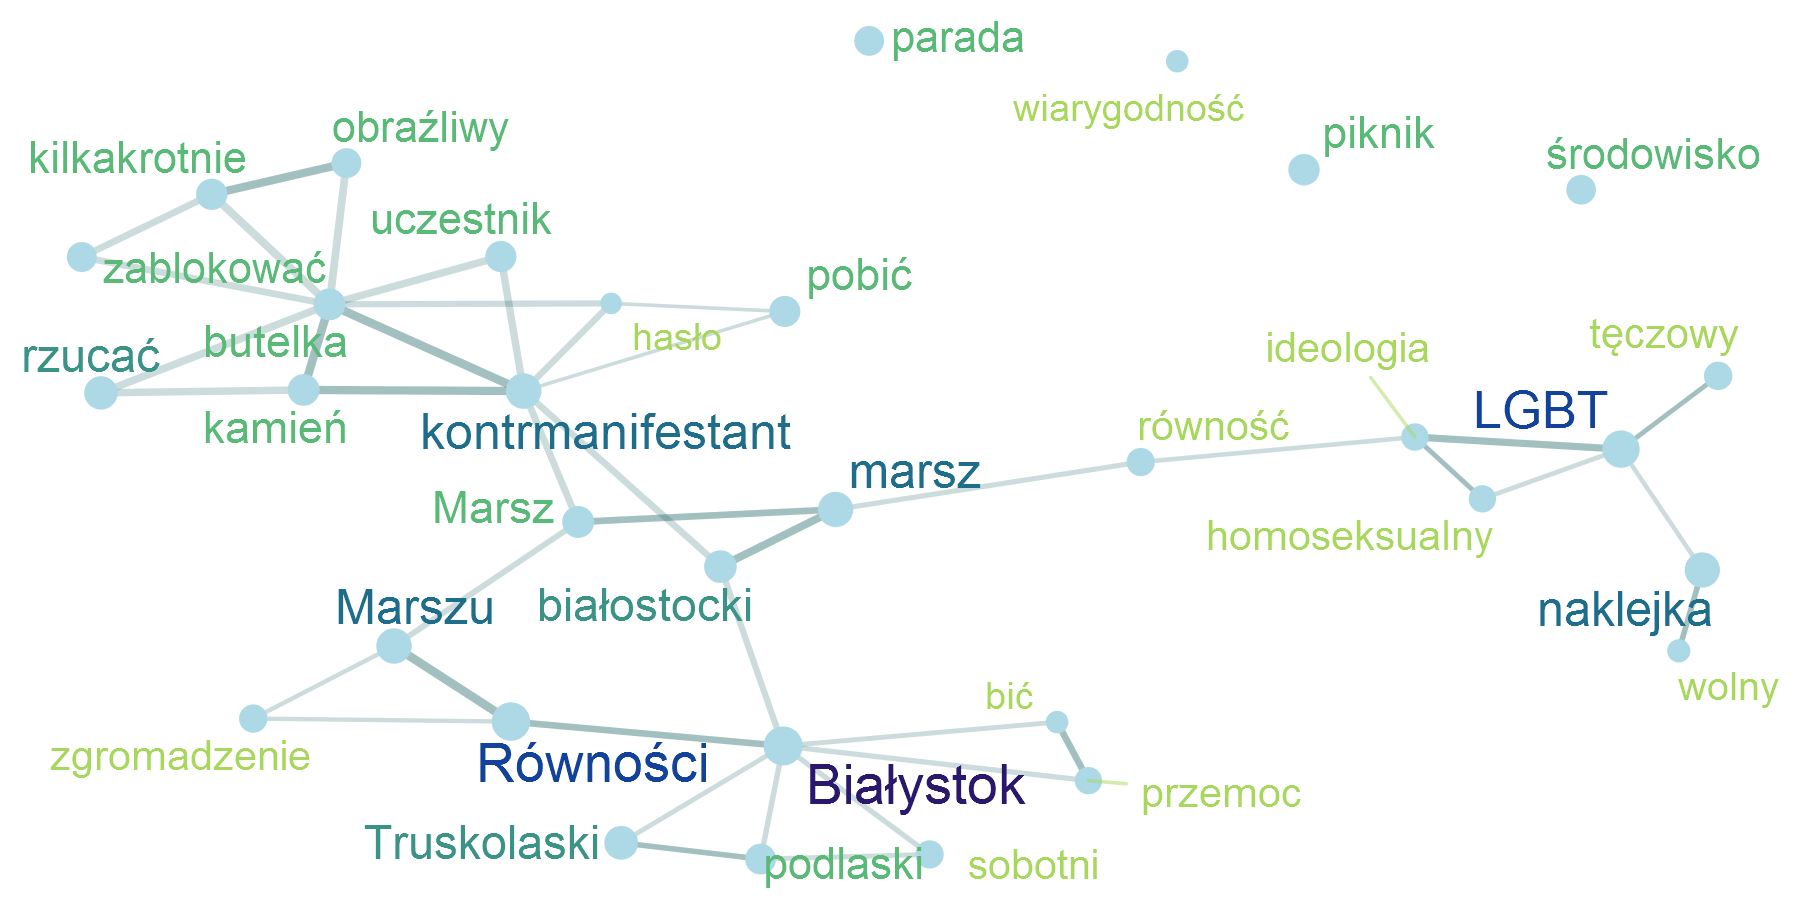 parada
wiarygodność
obraźliwy
piknik
kilkakrotnie
środowisko
uczestnik
zablokować
pobić
butelka
hasło
tęczowy
rzucać
ideologia
LGBT
kamień
kontrmanifestant
równość
marsz
Marsz
homoseksualny
Marszu
białostocki
naklejka
wolny
bić
zgromadzenie
Równości
Białystok
przemoc
Truskolaski
podlaski
sobotni